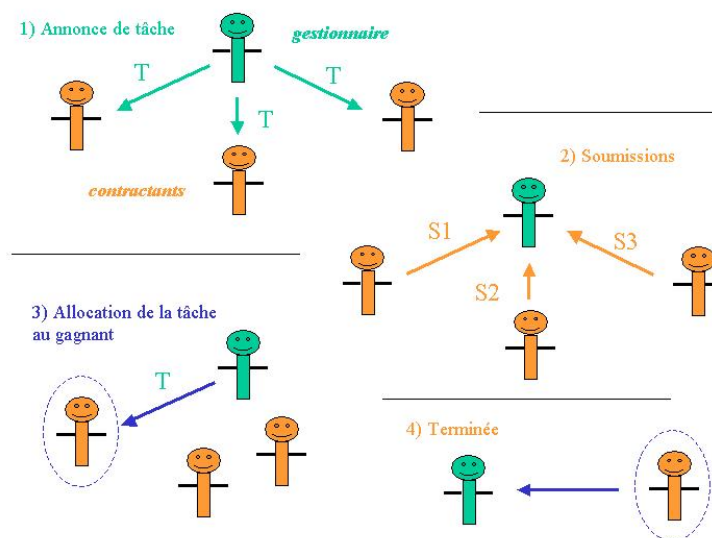 1) Annonce de tâche
gestionnaire
T
T
T
contractants
2) Soumissions
S1
S3
S2
3) Allocation de la tâche
au gagnant
T
4) Terminée